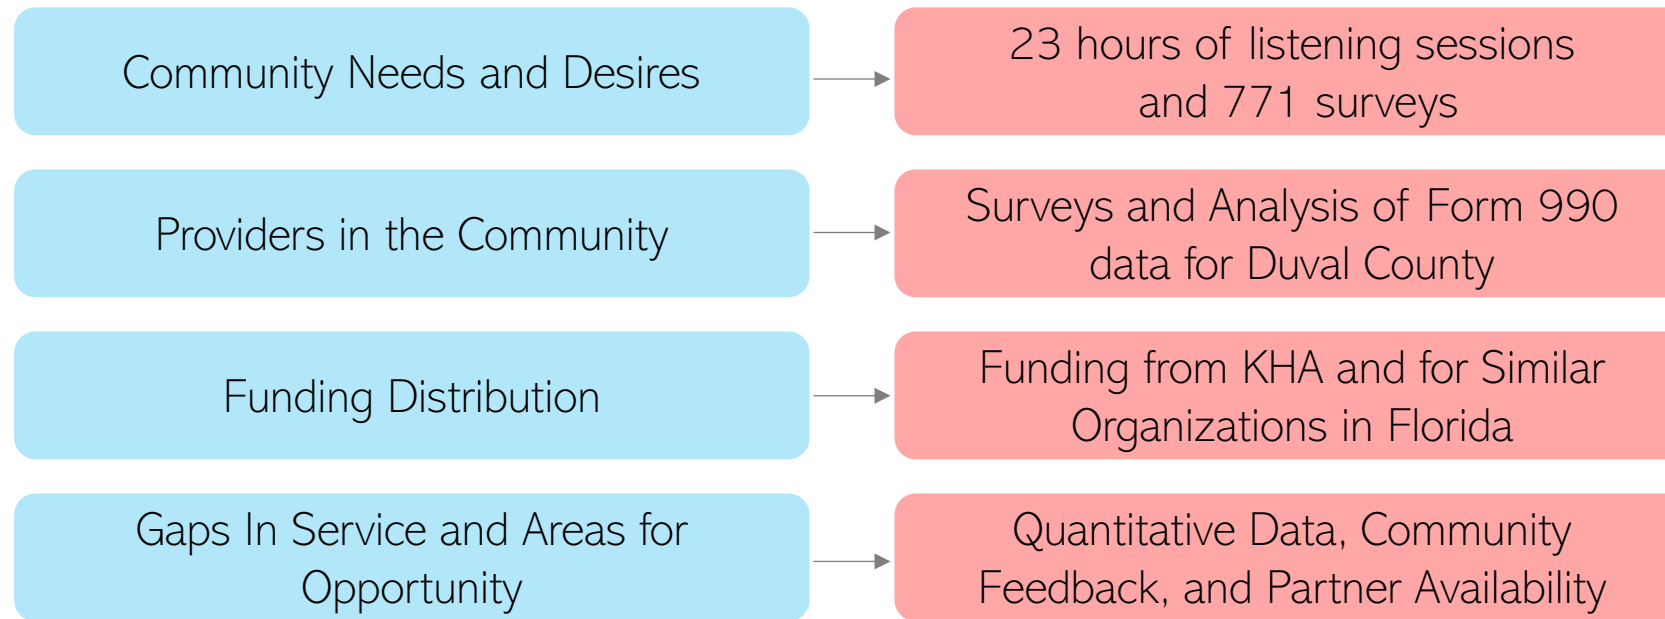 Community Needs and Desires
23 hours of listening sessions
and 771 surveys
Providers in the Community
Surveys and Analysis of Form 990
data for Duval County
Funding Distribution
Funding from KHA and for Similar
Organizations in Florida
Gaps In Service and Areas for
Opportunity
Quantitative Data, Community
Feedback, and Partner Availability